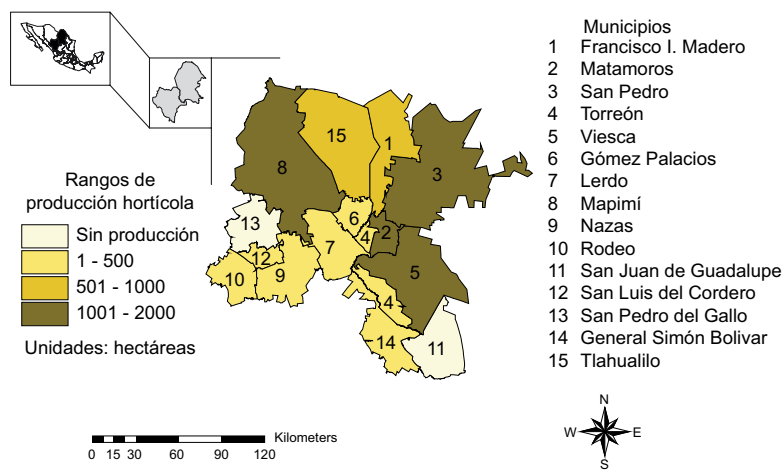 Municipios
1 Francisco I. Madero
2 Matamoros
3 San Pedro
4 Torreón
5 Viesca
6 Gómez Palacios
7 Lerdo
8 Mapimí
9 Nazas
10 Rodeo
11 San Juan de Guadalupe
12 San Luis del Cordero
13 San Pedro del Gallo
14 General Simón Bolivar
15 Tlahualilo
Rangos de
producción hortícola
Sin producción
1 - 500
501 - 1000
1001 - 2000
Unidades: hectáreas
15
1
8
3
6
13
2
4
7
12
5
10
9
4
14
11
Kilometers
0 15 30 60 90 120
N
W E
S